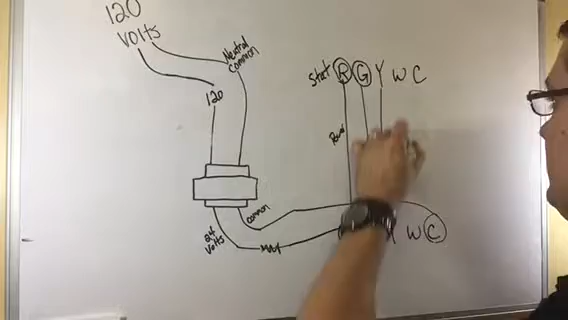 120
VOLTS
Neutral
Common
120
Stat R G Y W C
24
Volts
common
Y W C